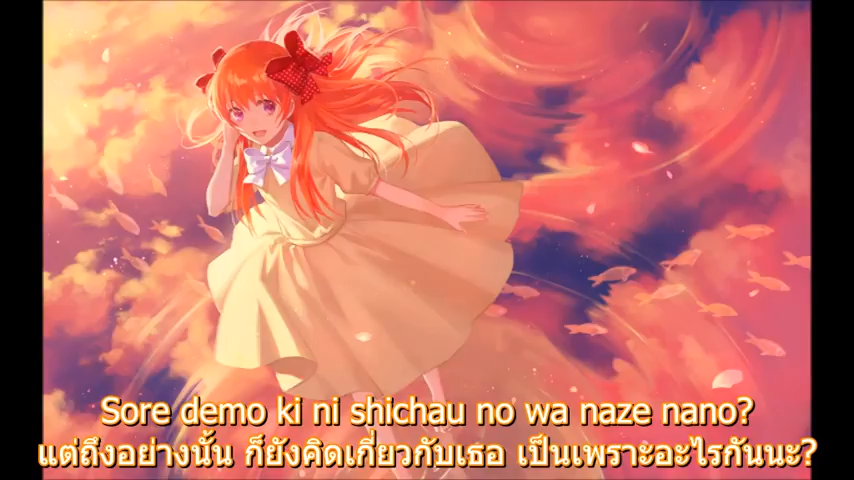 Sore demo ki ni shichau no wa naze nano?
แต่ถึงอย่างนั้น ก็ยังคิดเกี่ยวกับเธอ เป็นเพราะอะไรกันนะ?